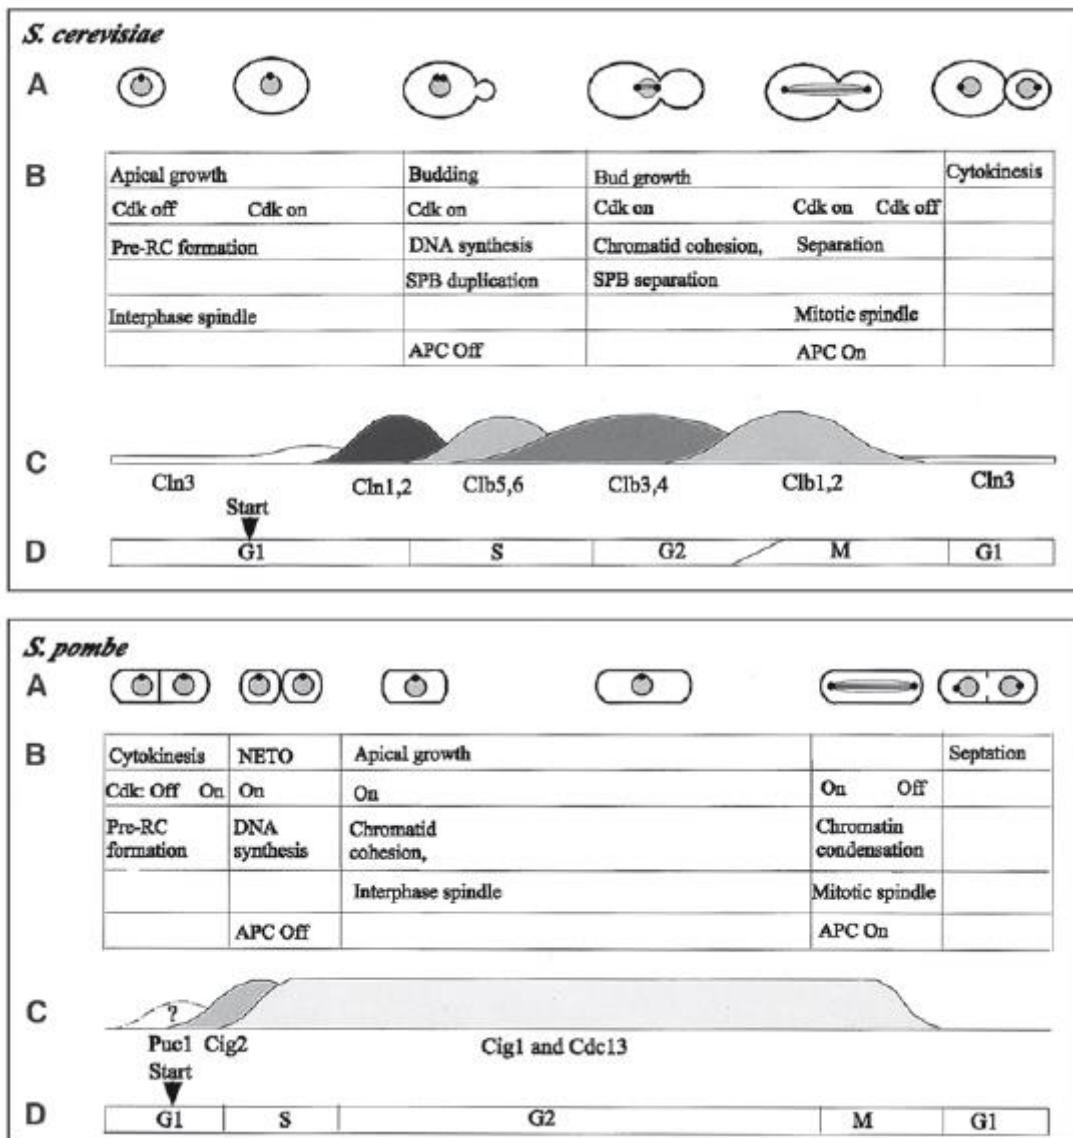 S. cerevisiae
A
B
Apical growth Budding Bud growth Cytokinesis
Cdk off Cdk on Cdk on Cdk on Cdk on Cdk off
Pre-RC formation DNA synthesis Chromatid cohesion, Separation
SPB duplication SPB separation
Interphase spindle Mitotic spindle
APC Off APC On
C
Cln3 Cln1,2 Clb5,6 Clb3,4 Clb1,2 Cln3
Start
D G1 S G2 M G1
S. pombe
A
B
Cytokinesis NETO Apical growth Septation
Cdk: Off On On On On Off
Pre-RC DNA Chromatid Chromatin
formation synthesis cohesion, condensation
Interphase spindle Mitotic spindle
APC Off APC On
C
?
Puc1 Cig2 Cig1 and Cdc13
Start
D G1 S G2 M G1